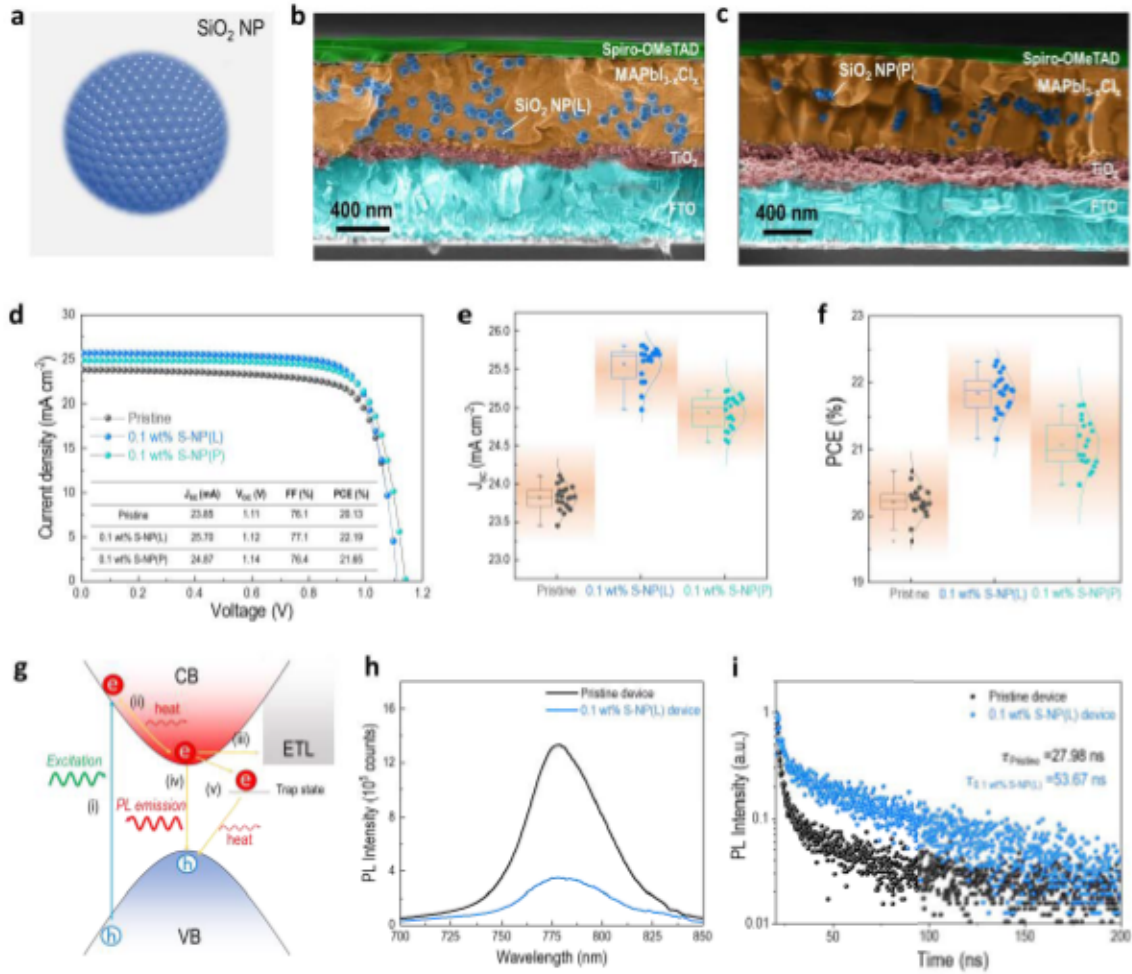 a
SiO2 NP
b
Spiro-OMeTAD
MAPbI3-xClx
SiO2 NP(L)
TiO2
FTO
400 nm
c
Spiro-OMeTAD
SiO2 NP(P)
MAPbI3-xClx
TiO2
FTO
400 nm
d
Current density (mA cm-2)
30
25
20
15
10
5
0
Pristine
0.1 wt% S-NP(L)
0.1 wt% S-NP(P)
JSC (mA) VOC (V) FF (%) PCE (%)
Pristine 23.85 1.11 76.1 20.13
0.1 wt% S-NP(L) 25.70 1.12 77.1 22.19
0.1 wt% S-NP(P) 24.87 1.14 76.4 21.65
0.0 0.2 0.4 0.6 0.8 1.0 1.2
Voltage (V)
e
JSC (mA cm-2)
26.0
25.5
25.0
24.5
24.0
23.5
23.0
Pristine 0.1 wt% S-NP(L) 0.1 wt% S-NP(P)
f
PCE (%)
23
22
21
20
19
Pristine 0.1 wt% S-NP(L) 0.1 wt% S-NP(P)
g
CB
e
(ii)
heat
e
(iii)
ETL
Excitation
(i)
(iv)
(v)
e
Trap state
PL emission
heat
h
h
VB
h
PL Intensity (105 counts)
16
12
8
4
0
Pristine device
0.1 wt% S-NP(L) device
700 725 750 775 800 825 850
Wavelength (nm)
i
PL Intensity (a.u.)
1
0.1
0.01
Pristine device
0.1 wt% S-NP(L) device
τPristine =27.98 ns
τ0.1 wt% S-NP(L) =53.67 ns
50 100 150 200
Time (ns)